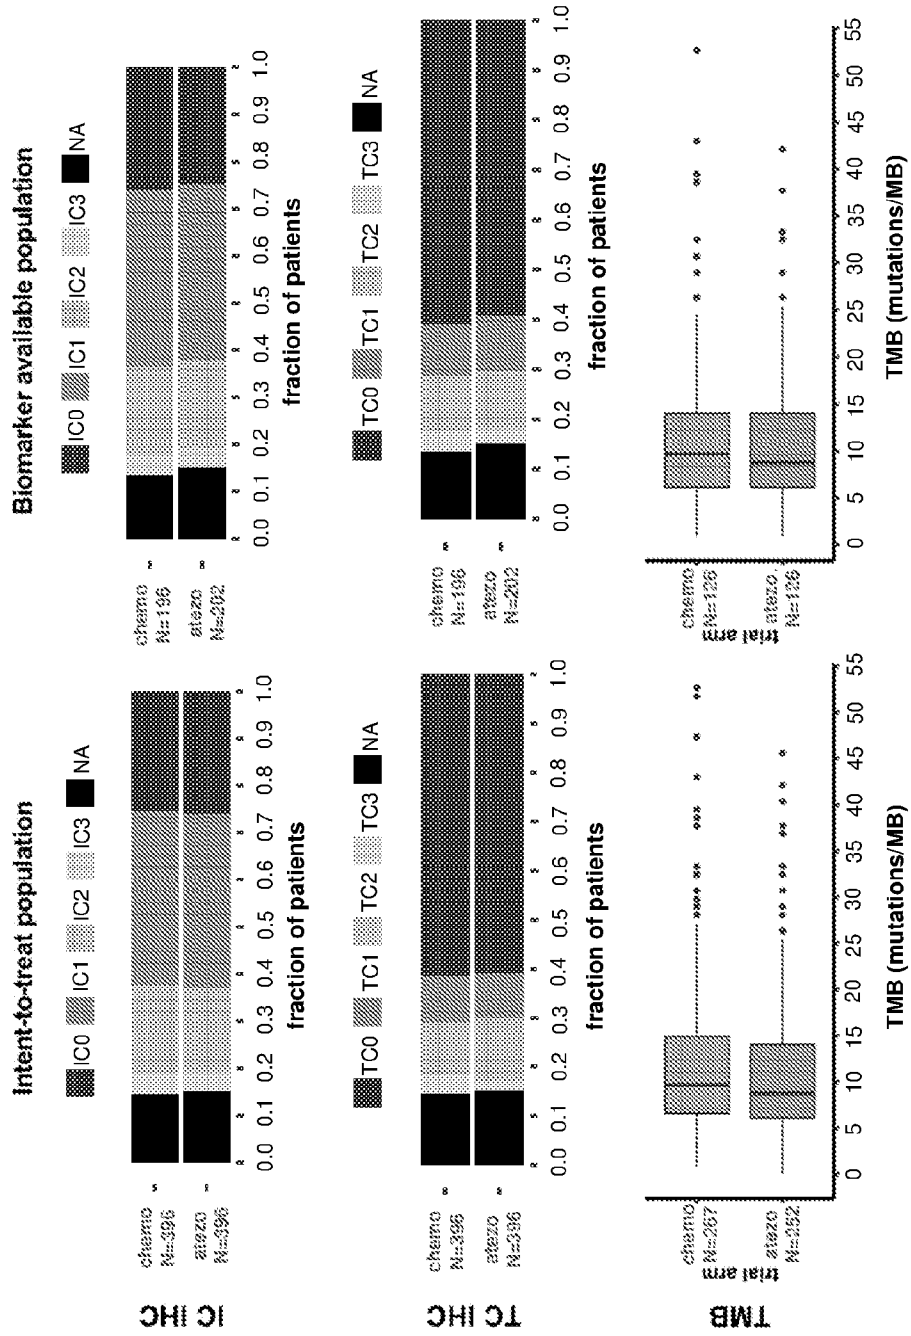 Intent-to-treat population
IC0 IC1 IC2 IC3 NA
IC IHC
chemo
N=396
atezo
N=396
0.0 0.1 0.2 0.3 0.4 0.5 0.6 0.7 0.8 0.9 1.0
fraction of patients
TC0 TC1 TC2 TC3 NA
TC IHC
chemo
N=396
atezo
N=396
0.0 0.1 0.2 0.3 0.4 0.5 0.6 0.7 0.8 0.9 1.0
fraction of patients
TMB
trial arm
chemo
N=267
atezo
N=252
0 5 10 15 20 25 30 35 40 45 50 55
TMB (mutations/MB)
Biomarker available population
IC0 IC1 IC2 IC3 NA
chemo
N=196
atezo
N=202
0.0 0.1 0.2 0.3 0.4 0.5 0.6 0.7 0.8 0.9 1.0
fraction of patients
TC0 TC1 TC2 TC3 NA
chemo
N=196
atezo
N=202
0.0 0.1 0.2 0.3 0.4 0.5 0.6 0.7 0.8 0.9 1.0
fraction of patients
trial arm
chemo
N=126
atezo
N=126
0 5 10 15 20 25 30 35 40 45 50 55
TMB (mutations/MB)